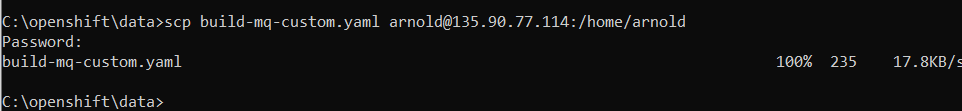 C:\openshift\data>scp build-mq-custom.yaml arnold@135.90.77.114:/home/arnold
Password:
build-mq-custom.yaml 100% 235 17.8KB/s
C:\openshift\data>